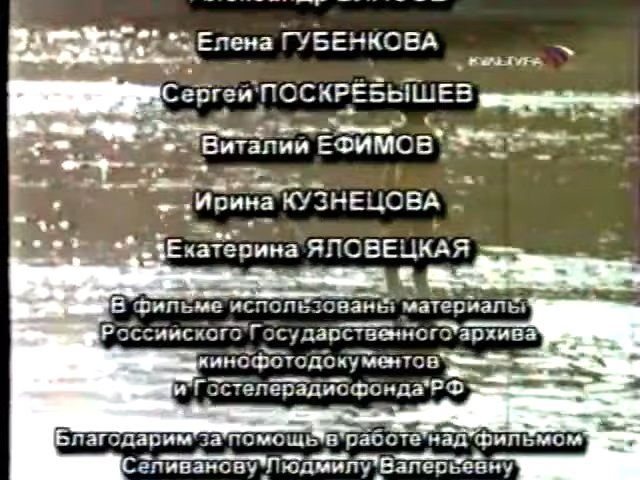 Елена ГУБЕНКОВА
КУЛЬТУРА
Сергей ПОСКРЁБЫШЕВ
Виталий ЕФИМОВ
Ирина КУЗНЕЦОВА
Екатерина ЯЛОВЕЦКАЯ
В фильме использованы материалы
Российского Государственного архива
кинофотодокументов
и Гостелерадиофонда РФ
Благодарим за помощь в работе над фильмом
Селиванову Людмилу Валерьевну